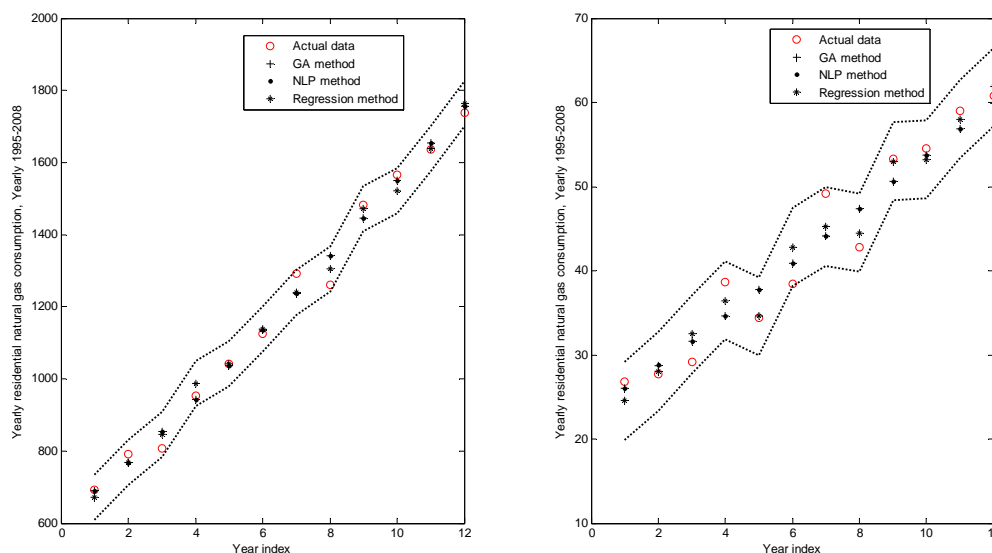 2000
1800
1600
1400
1200
1000
800
600
0
2
4
6
8
10
12
Year index
Yearly residential natural gas consumption, Yearly 1995-2008
Actual data
GA method
NLP method
Regression method
70
60
50
40
30
20
10
0
2
4
6
8
10
Year index
Yearly residential natural gas consumption, Yearly 1995-2008
Actual data
GA method
NLP method
Regression method